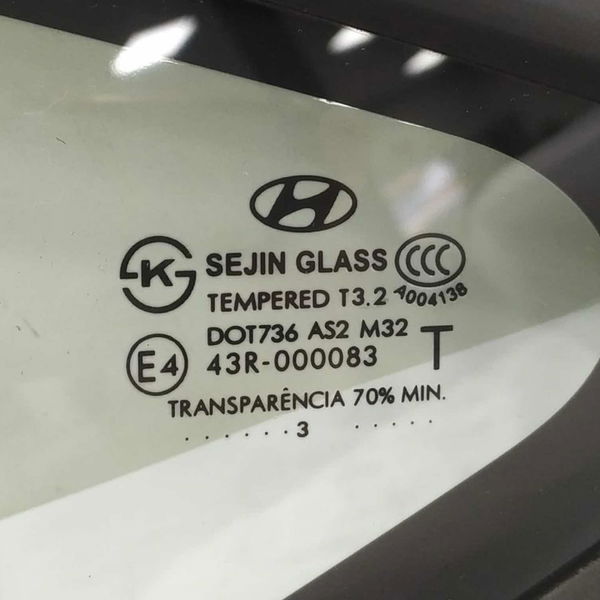 SEJIN GLASS CCC
K
TEMPERED T3.2 A004138
DOT736 AS2 M32
E4 43R-000083 T
TRANSPARÊNCIA 70% MIN.
. . . . . . 3 . . . . .